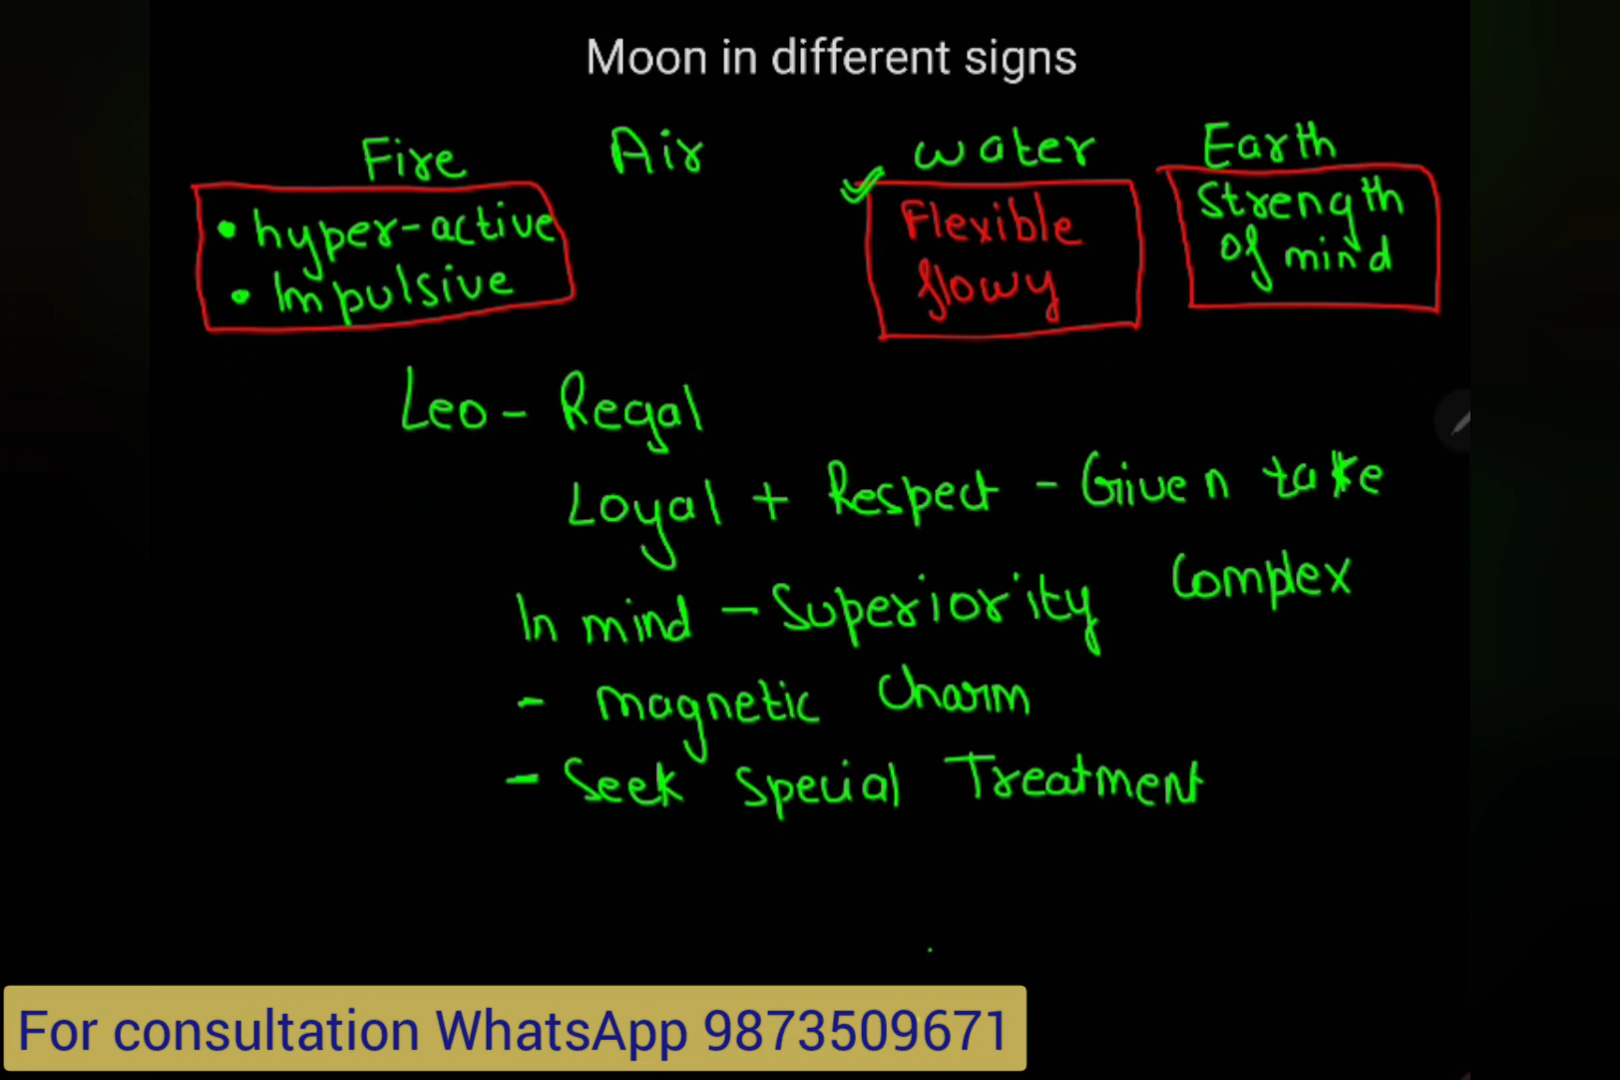 Moon in different signs
Fire Air Water Earth
• hyper-active
• Impulsive
Flexible
flowy
Strength
of mind
Leo - Regal
Loyal + Respect - Given take
In mind - Superiority Complex
- Magnetic Charm
- Seek Special Treatment
For consultation WhatsApp 9873509671